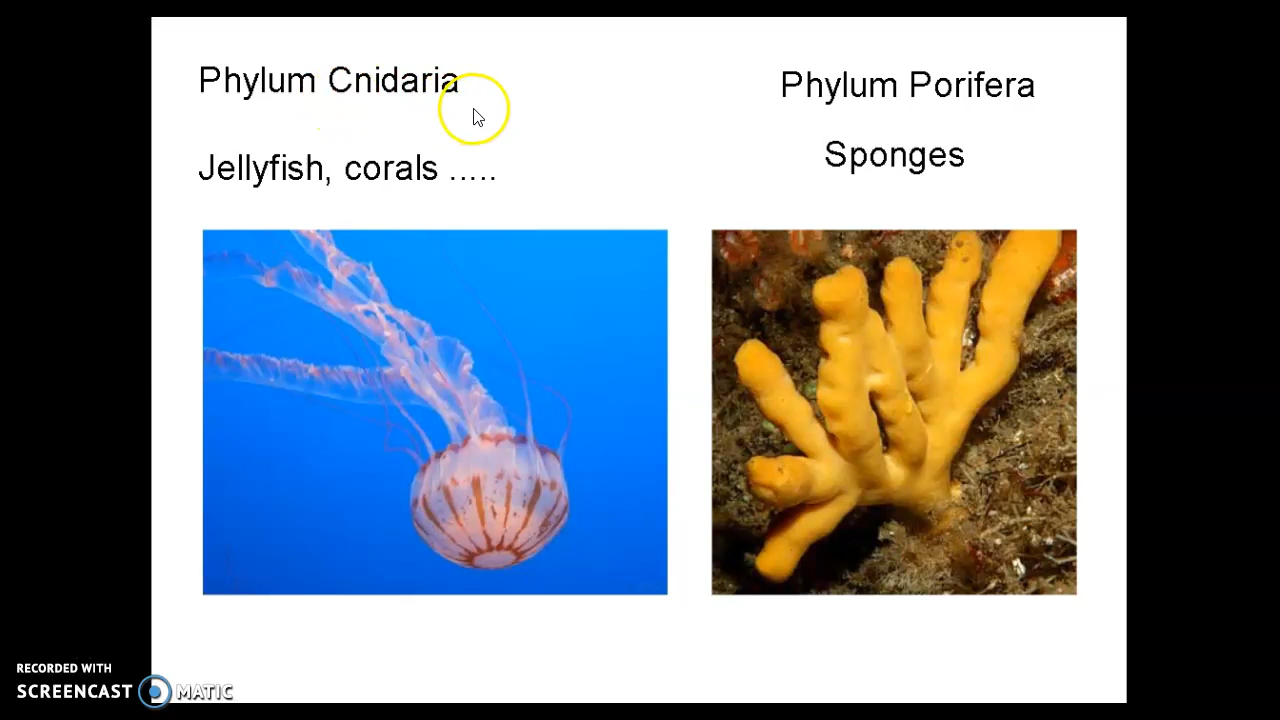 Phylum Cnidaria
Jellyfish, corals .....
Phylum Porifera
Sponges
RECORDED WITH
SCREENCAST MATIC